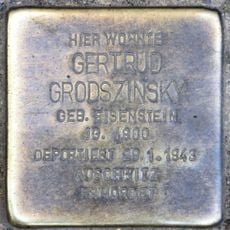 HIER WOHNTE
GERTRUD
GRODSZINSKY
GEB. EISENSTEIN
JG. 1900
DEPORTIERT 29.1.1943
AUSCHWITZ
ERMORDET